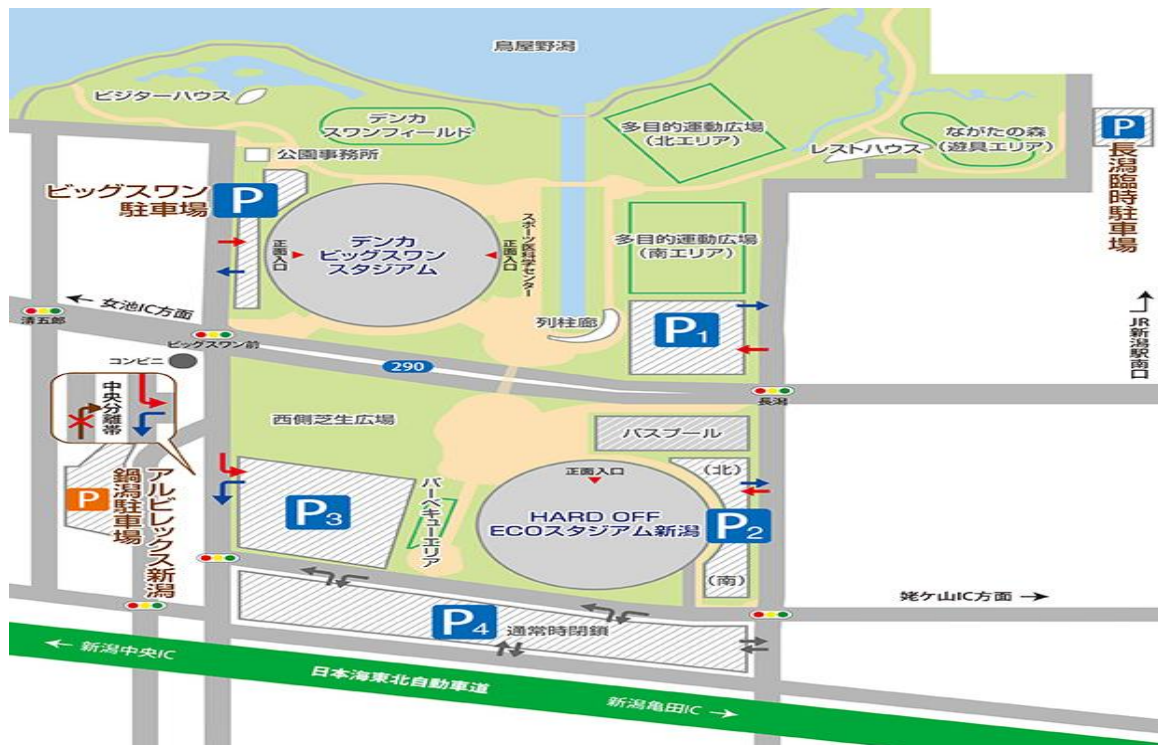 鳥屋野潟
ビジターハウス
デンカ
スワンフィールド
多目的運動広場
(北エリア)
ながたの森
(遊具エリア)
レストハウス
P
長潟臨時駐車場
公園事務所
ビッグスワン
駐車場
P
正面入口
デンカ
ビッグスワン
スタジアム
正面入口
スポーツ医科学センター
多目的運動広場
(南エリア)
列柱廊
P1
JR新潟駅南口
← 女池IC方面
清五郎
ビッグスワン前
コンビニ
290
長潟
中央分離帯
西側芝生広場
バスプール
正面入口
(北)
P
アルビレックス新潟
鍋潟駐車場
P3
バーベキューエリア
HARD OFF
ECOスタジアム新潟
P2
(南)
姥ケ山IC方面 →
P4
通常時閉鎖
← 新潟中央IC
日本海東北自動車道
新潟亀田IC →